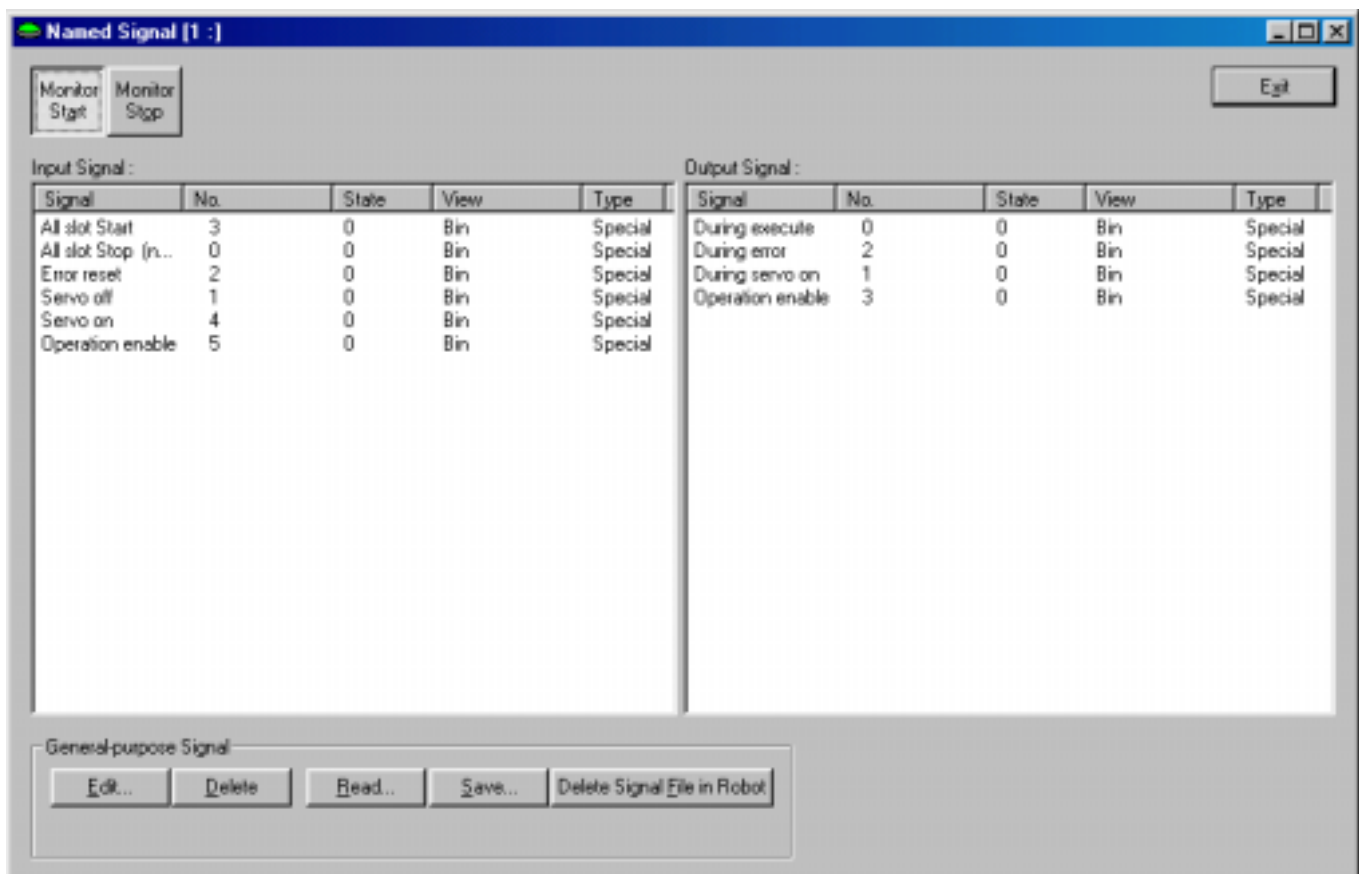 Named Signal [1 :]
Monitor Start
Monitor Stop
Exit
Input Signal :
Signal No. State View Type
All slot Start 3 0 Bin Special
All slot Stop (n... 0 0 Bin Special
Error reset 2 0 Bin Special
Servo off 1 0 Bin Special
Servo on 4 0 Bin Special
Operation enable 5 0 Bin Special
Output Signal :
Signal No. State View Type
During execute 0 0 Bin Special
During error 2 0 Bin Special
During servo on 1 0 Bin Special
Operation enable 3 0 Bin Special
General-purpose Signal
Edit... Delete Read... Save... Delete Signal File in Robot